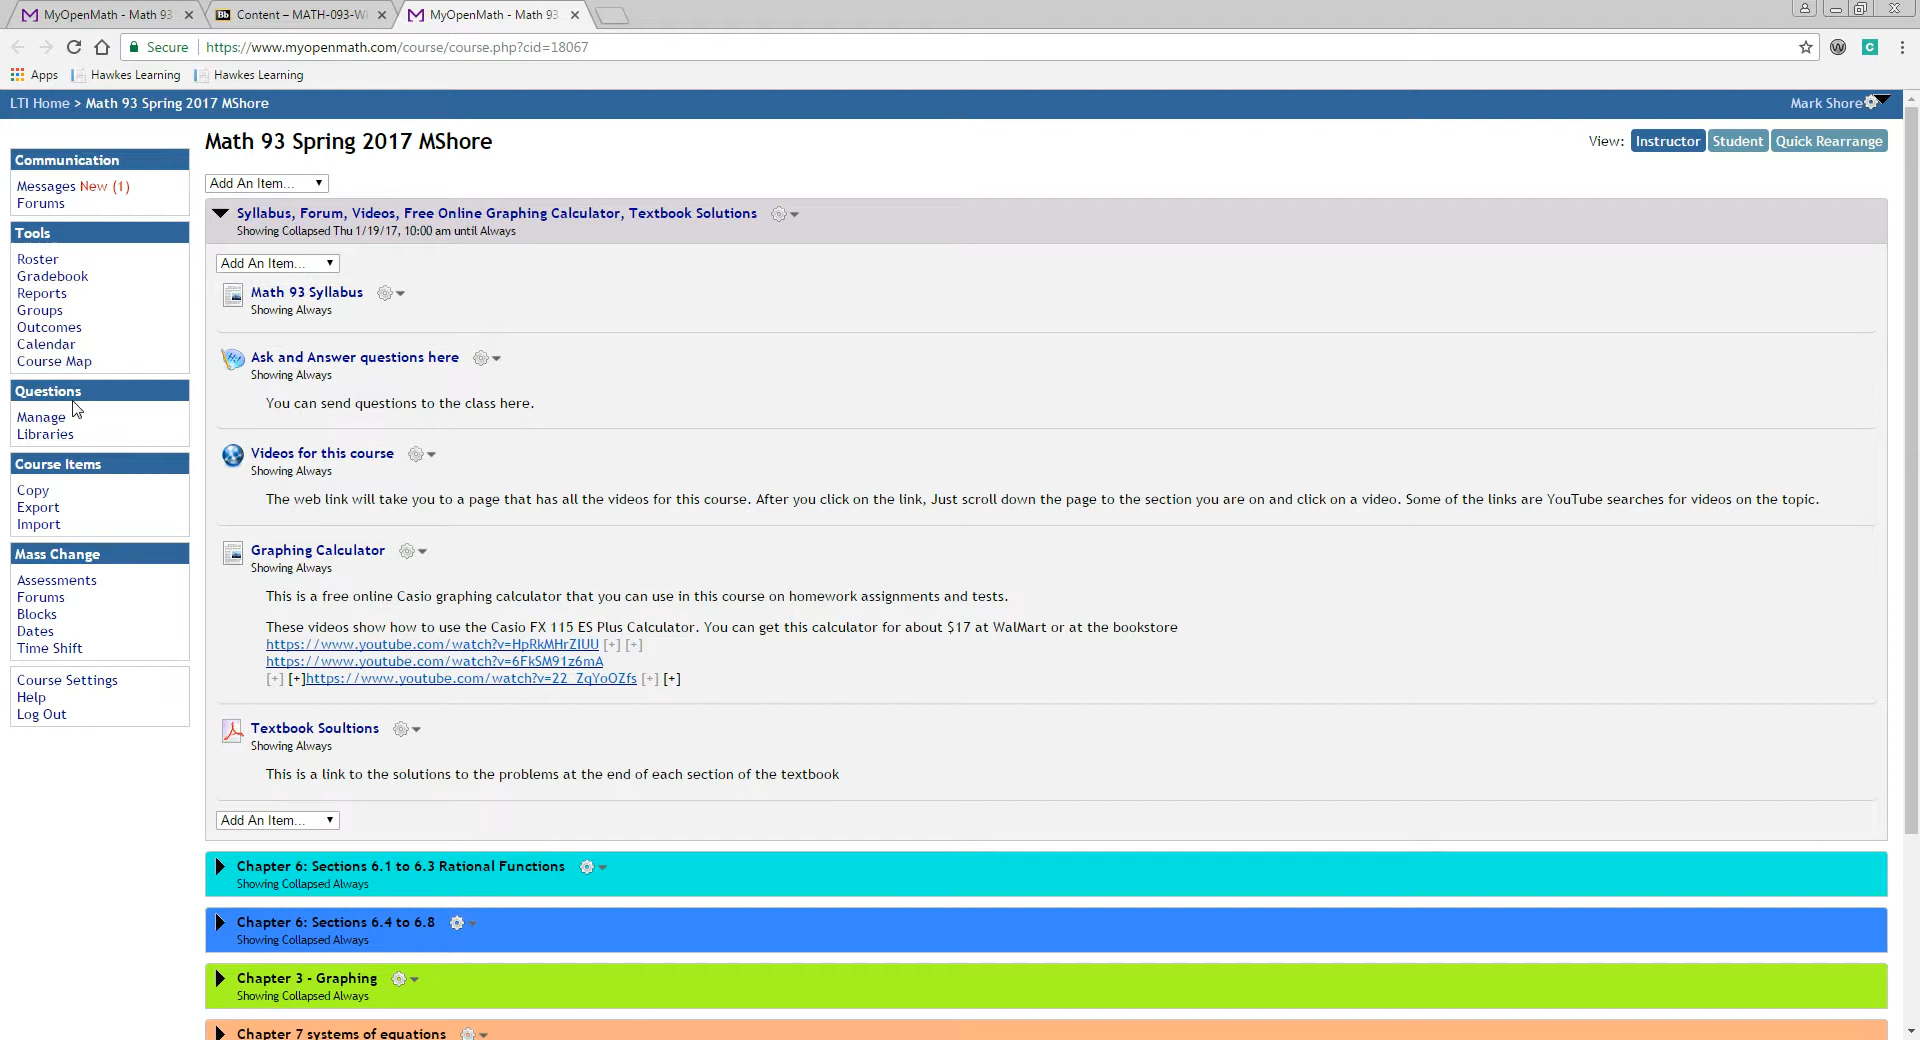 MyOpenMath - Math 93
Content – MATH-093-W
MyOpenMath - Math 93
Secure
https://www.myopenmath.com/course/course.php?cid=18067
Apps
Hawkes Learning
Hawkes Learning
LTI Home > Math 93 Spring 2017 MShore
Mark Shore
Math 93 Spring 2017 MShore
View: Instructor Student Quick Rearrange
Communication
Messages New (1)
Forums
Tools
Roster
Gradebook
Reports
Groups
Outcomes
Calendar
Course Map
Questions
Manage
Libraries
Course Items
Copy
Export
Import
Mass Change
Assessments
Forums
Blocks
Dates
Time Shift
Course Settings
Help
Log Out
Add An Item...
Syllabus, Forum, Videos, Free Online Graphing Calculator, Textbook Solutions
Showing Collapsed Thu 1/19/17, 10:00 am until Always
Add An Item...
Math 93 Syllabus
Showing Always
Ask and Answer questions here
Showing Always
You can send questions to the class here.
Videos for this course
Showing Always
The web link will take you to a page that has all the videos for this course. After you click on the link, Just scroll down the page to the section you are on and click on a video. Some of the links are YouTube searches for videos on the topic.
Graphing Calculator
Showing Always
This is a free online Casio graphing calculator that you can use in this course on homework assignments and tests.
These videos show how to use the Casio FX 115 ES Plus Calculator. You can get this calculator for about $17 at WalMart or at the bookstore
https://www.youtube.com/watch?v=HpRkMHrZIUU [+] [+]
https://www.youtube.com/watch?v=6FkSM91z6mA
[+] [+]https://www.youtube.com/watch?v=22_ZqYoOZfs [+] [+]
Textbook Soultions
Showing Always
This is a link to the solutions to the problems at the end of each section of the textbook
Add An Item...
Chapter 6: Sections 6.1 to 6.3 Rational Functions
Showing Collapsed Always
Chapter 6: Sections 6.4 to 6.8
Showing Collapsed Always
Chapter 3 - Graphing
Showing Collapsed Always
Chapter 7 systems of equations